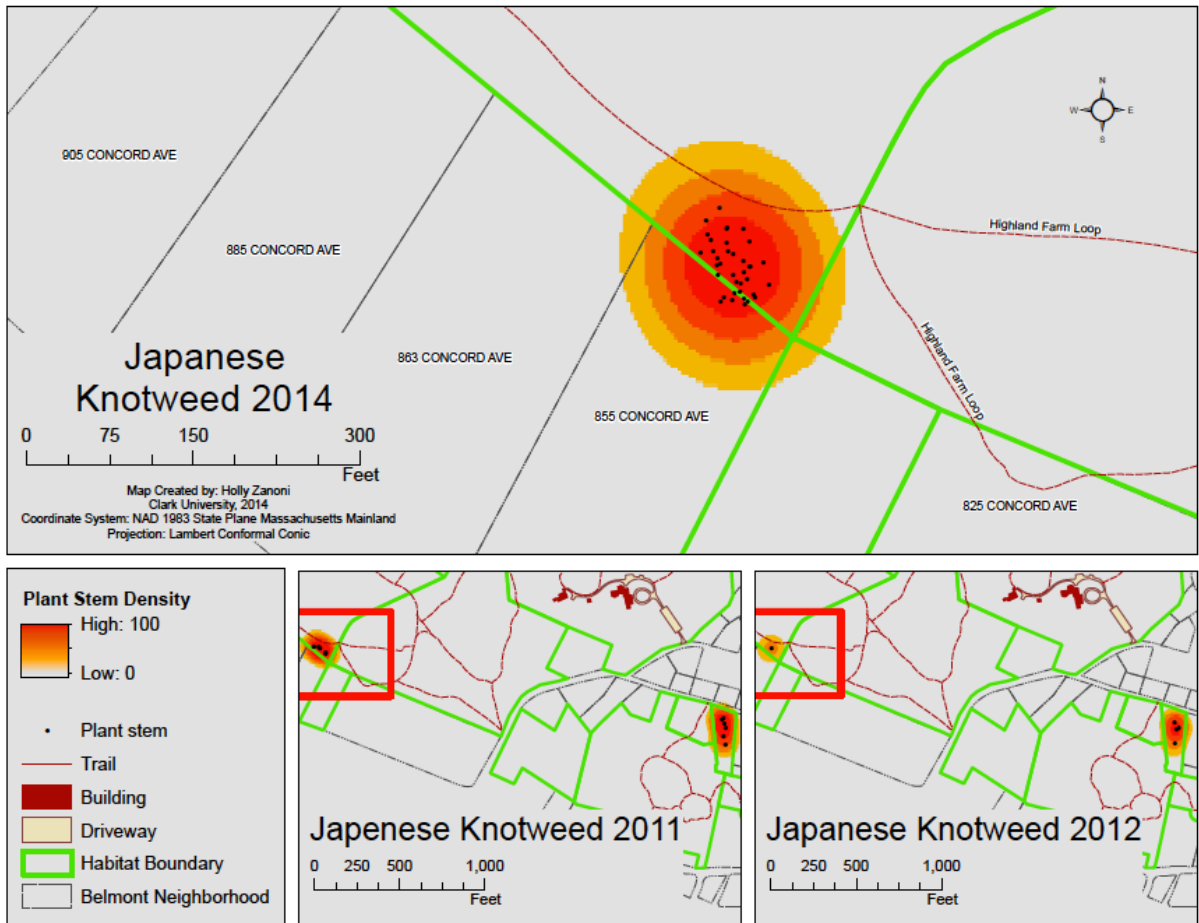 N
W E
S
905 CONCORD AVE
Highland Farm Loop
885 CONCORD AVE
Highland Farm Loop
863 CONCORD AVE
855 CONCORD AVE
825 CONCORD AVE
Japanese
Knotweed 2014
0 75 150 300
Feet
Map Created by: Holly Zanoni
Clark University, 2014
Coordinate System: NAD 1983 State Plane Massachusetts Mainland
Projection: Lambert Conformal Conic
Plant Stem Density
High: 100
Low: 0
Plant stem
Trail
Building
Driveway
Habitat Boundary
Belmont Neighborhood
Japenese Knotweed 2011
0 250 500 1,000
Feet
Japanese Knotweed 2012
0 250 500 1,000
Feet